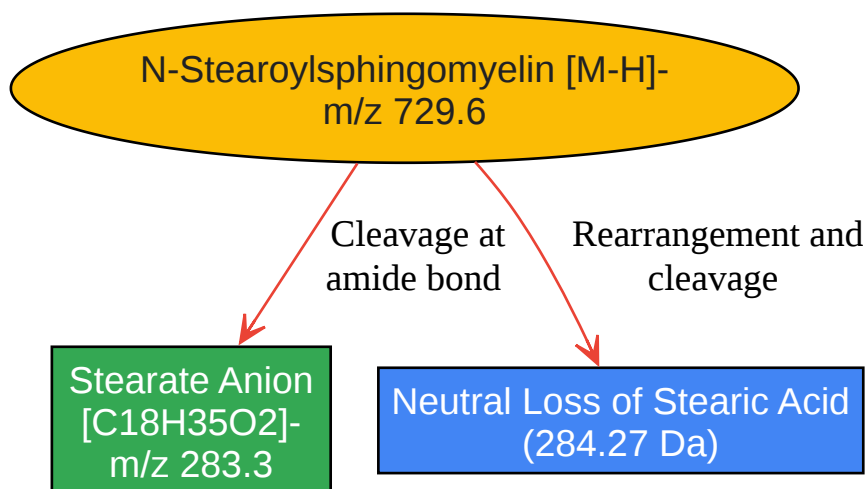 N-Stearoylsphingomyelin [M-H]-
m/z 729.6
Cleavage at
amide bond
Rearrangement and
cleavage
Stearate Anion
[C18H35O2]-
m/z 283.3
Neutral Loss of Stearic Acid
(284.27 Da)